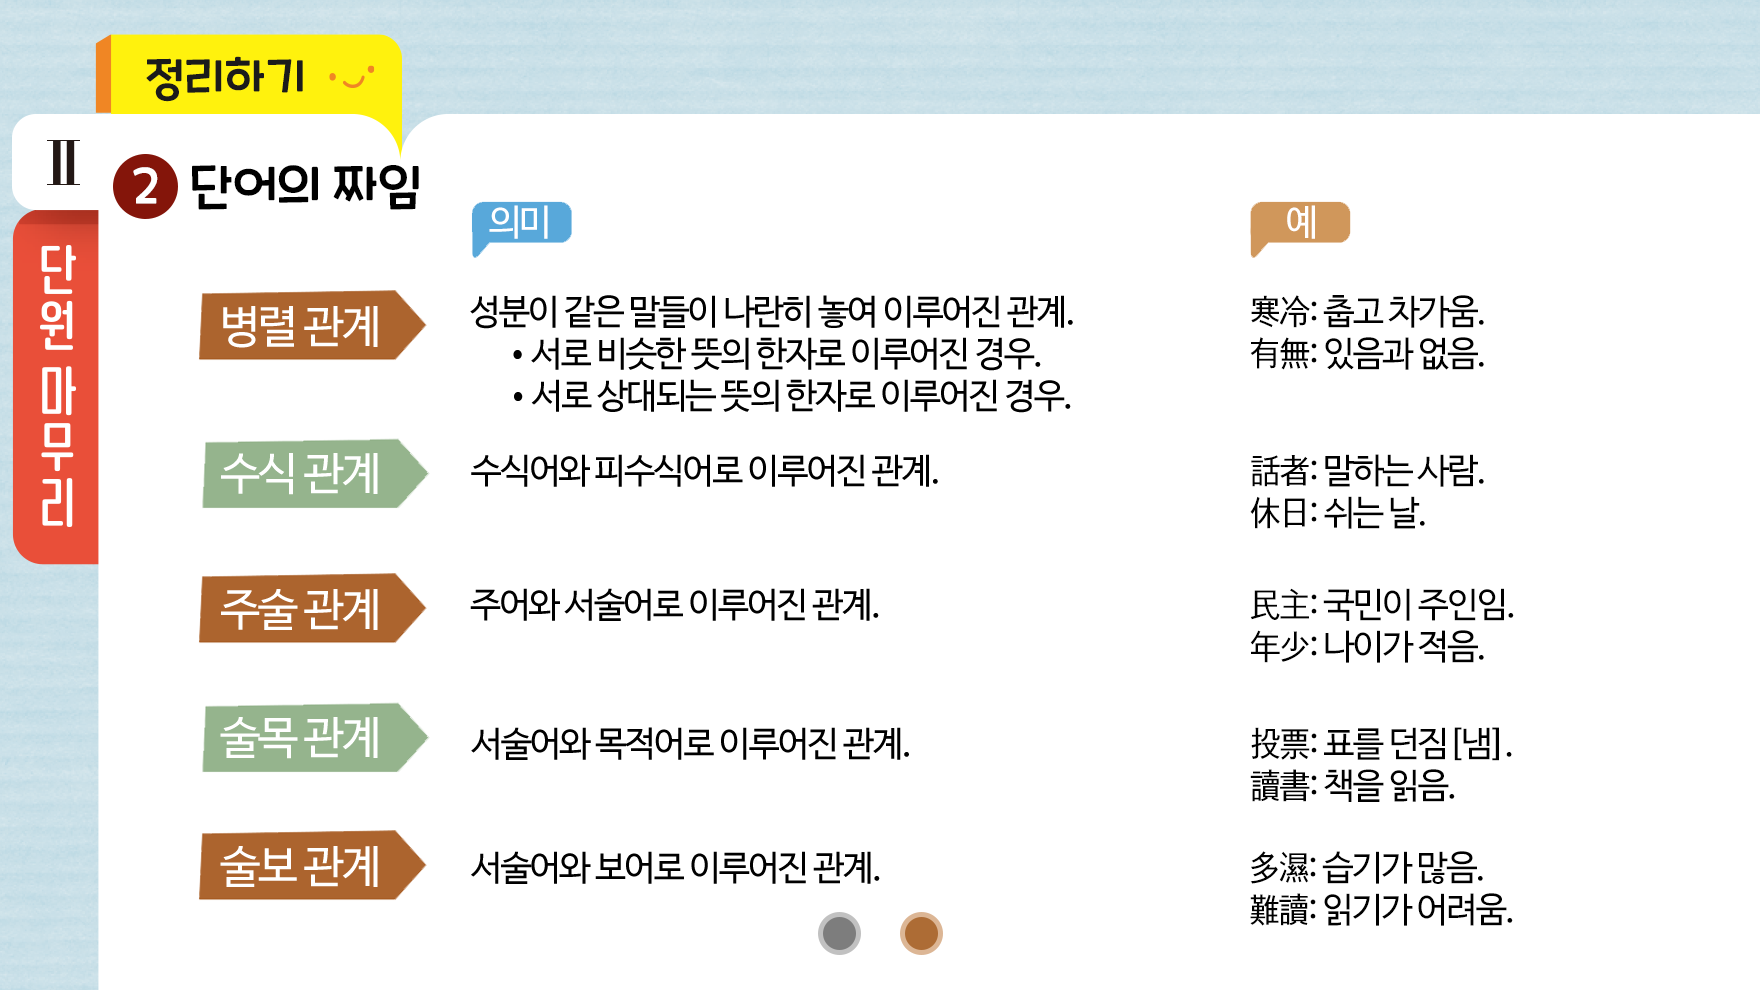 정리하기
II
단원 마무리
2 단어의 짜임
의미
예
병렬 관계
성분이 같은 말들이 나란히 놓여 이루어진 관계.
• 서로 비슷한 뜻의 한자로 이루어진 경우.
• 서로 상대되는 뜻의 한자로 이루어진 경우.
寒冷: 춥고 차가움.
有無: 있음과 없음.
수식 관계
수식어와 피수식어로 이루어진 관계.
話者: 말하는 사람.
休日: 쉬는 날.
주술 관계
주어와 서술어로 이루어진 관계.
民主: 국민이 주인임.
年少: 나이가 적음.
술목 관계
서술어와 목적어로 이루어진 관계.
投票: 표를 던짐[냄].
讀書: 책을 읽음.
술보 관계
서술어와 보어로 이루어진 관계.
多濕: 습기가 많음.
難讀: 읽기가 어려움.